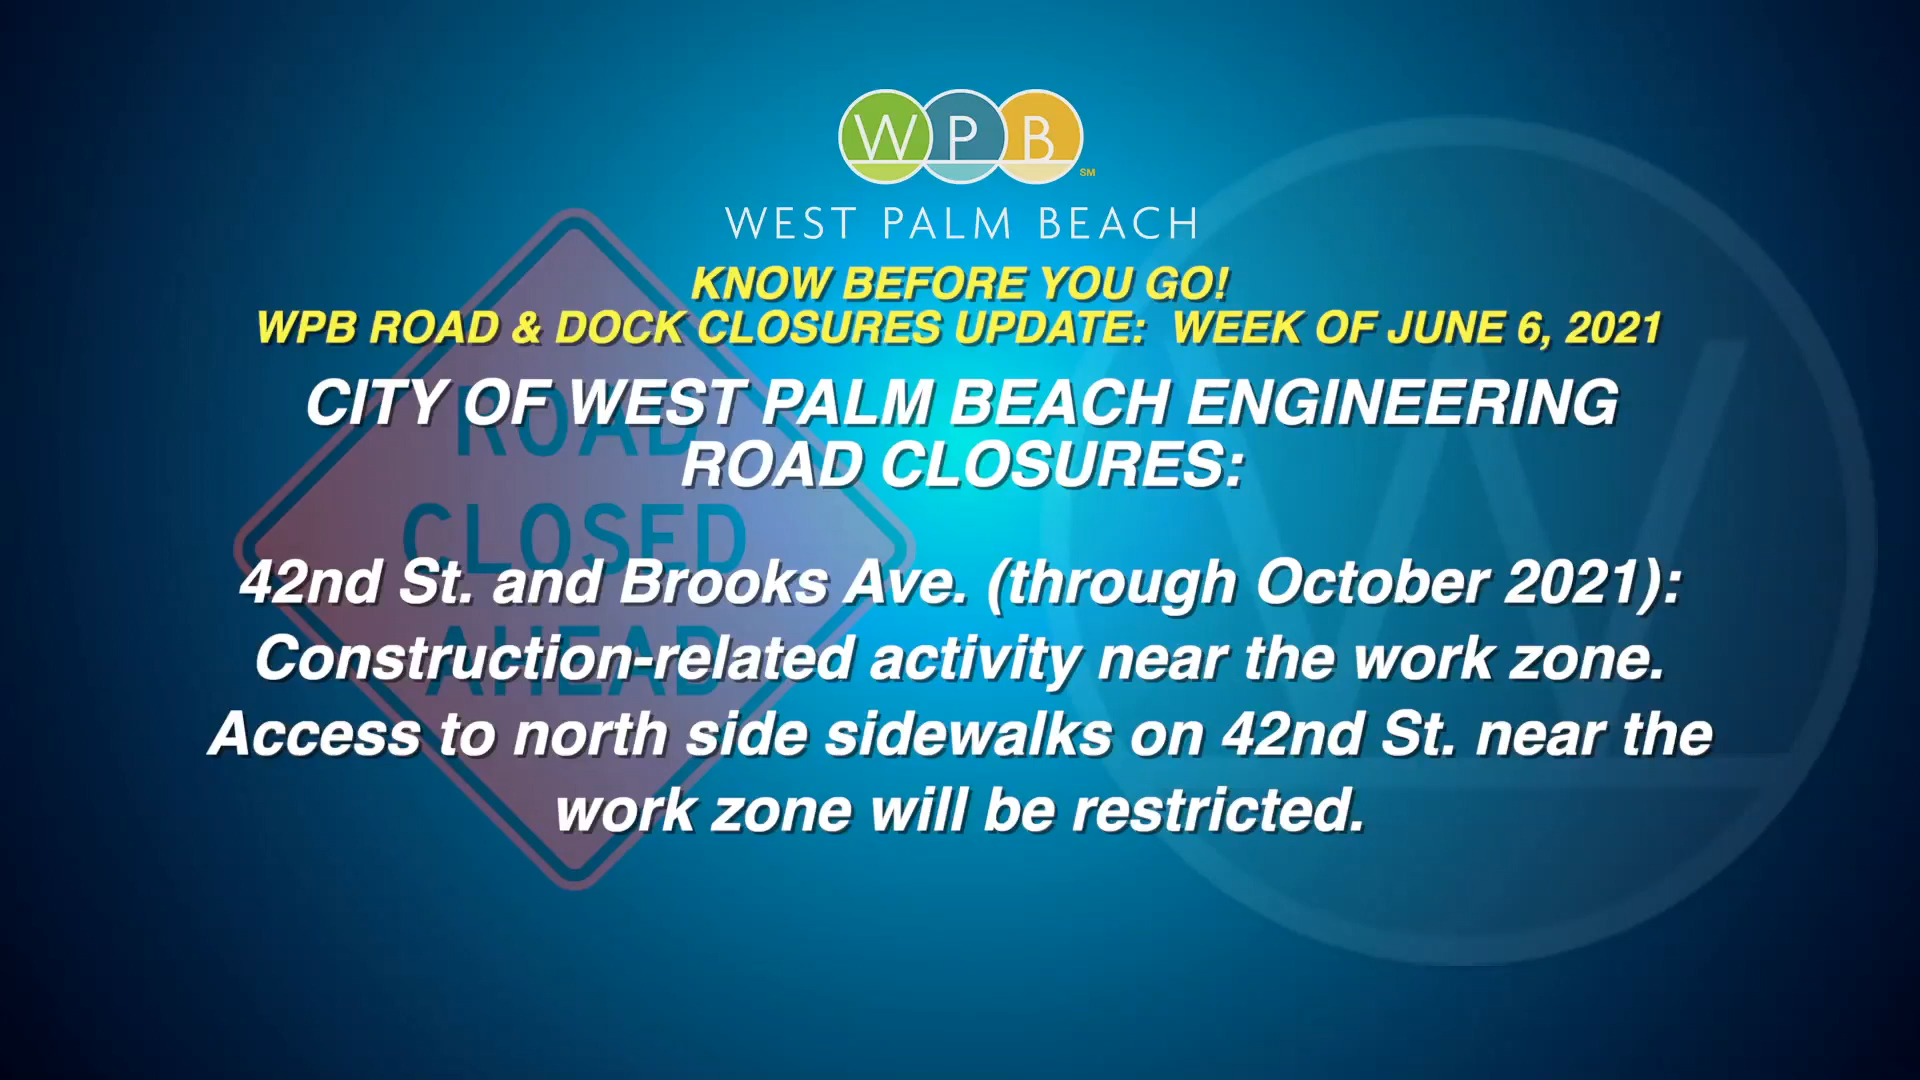 WPB SM
WEST PALM BEACH
KNOW BEFORE YOU GO!
WPB ROAD & DOCK CLOSURES UPDATE: WEEK OF JUNE 6, 2021
CITY OF WEST PALM BEACH ENGINEERING
ROAD CLOSURES:
42nd St. and Brooks Ave. (through October 2021):
Construction-related activity near the work zone.
Access to north side sidewalks on 42nd St. near the
work zone will be restricted.
ROAD
CLOSED
AHEAD
W